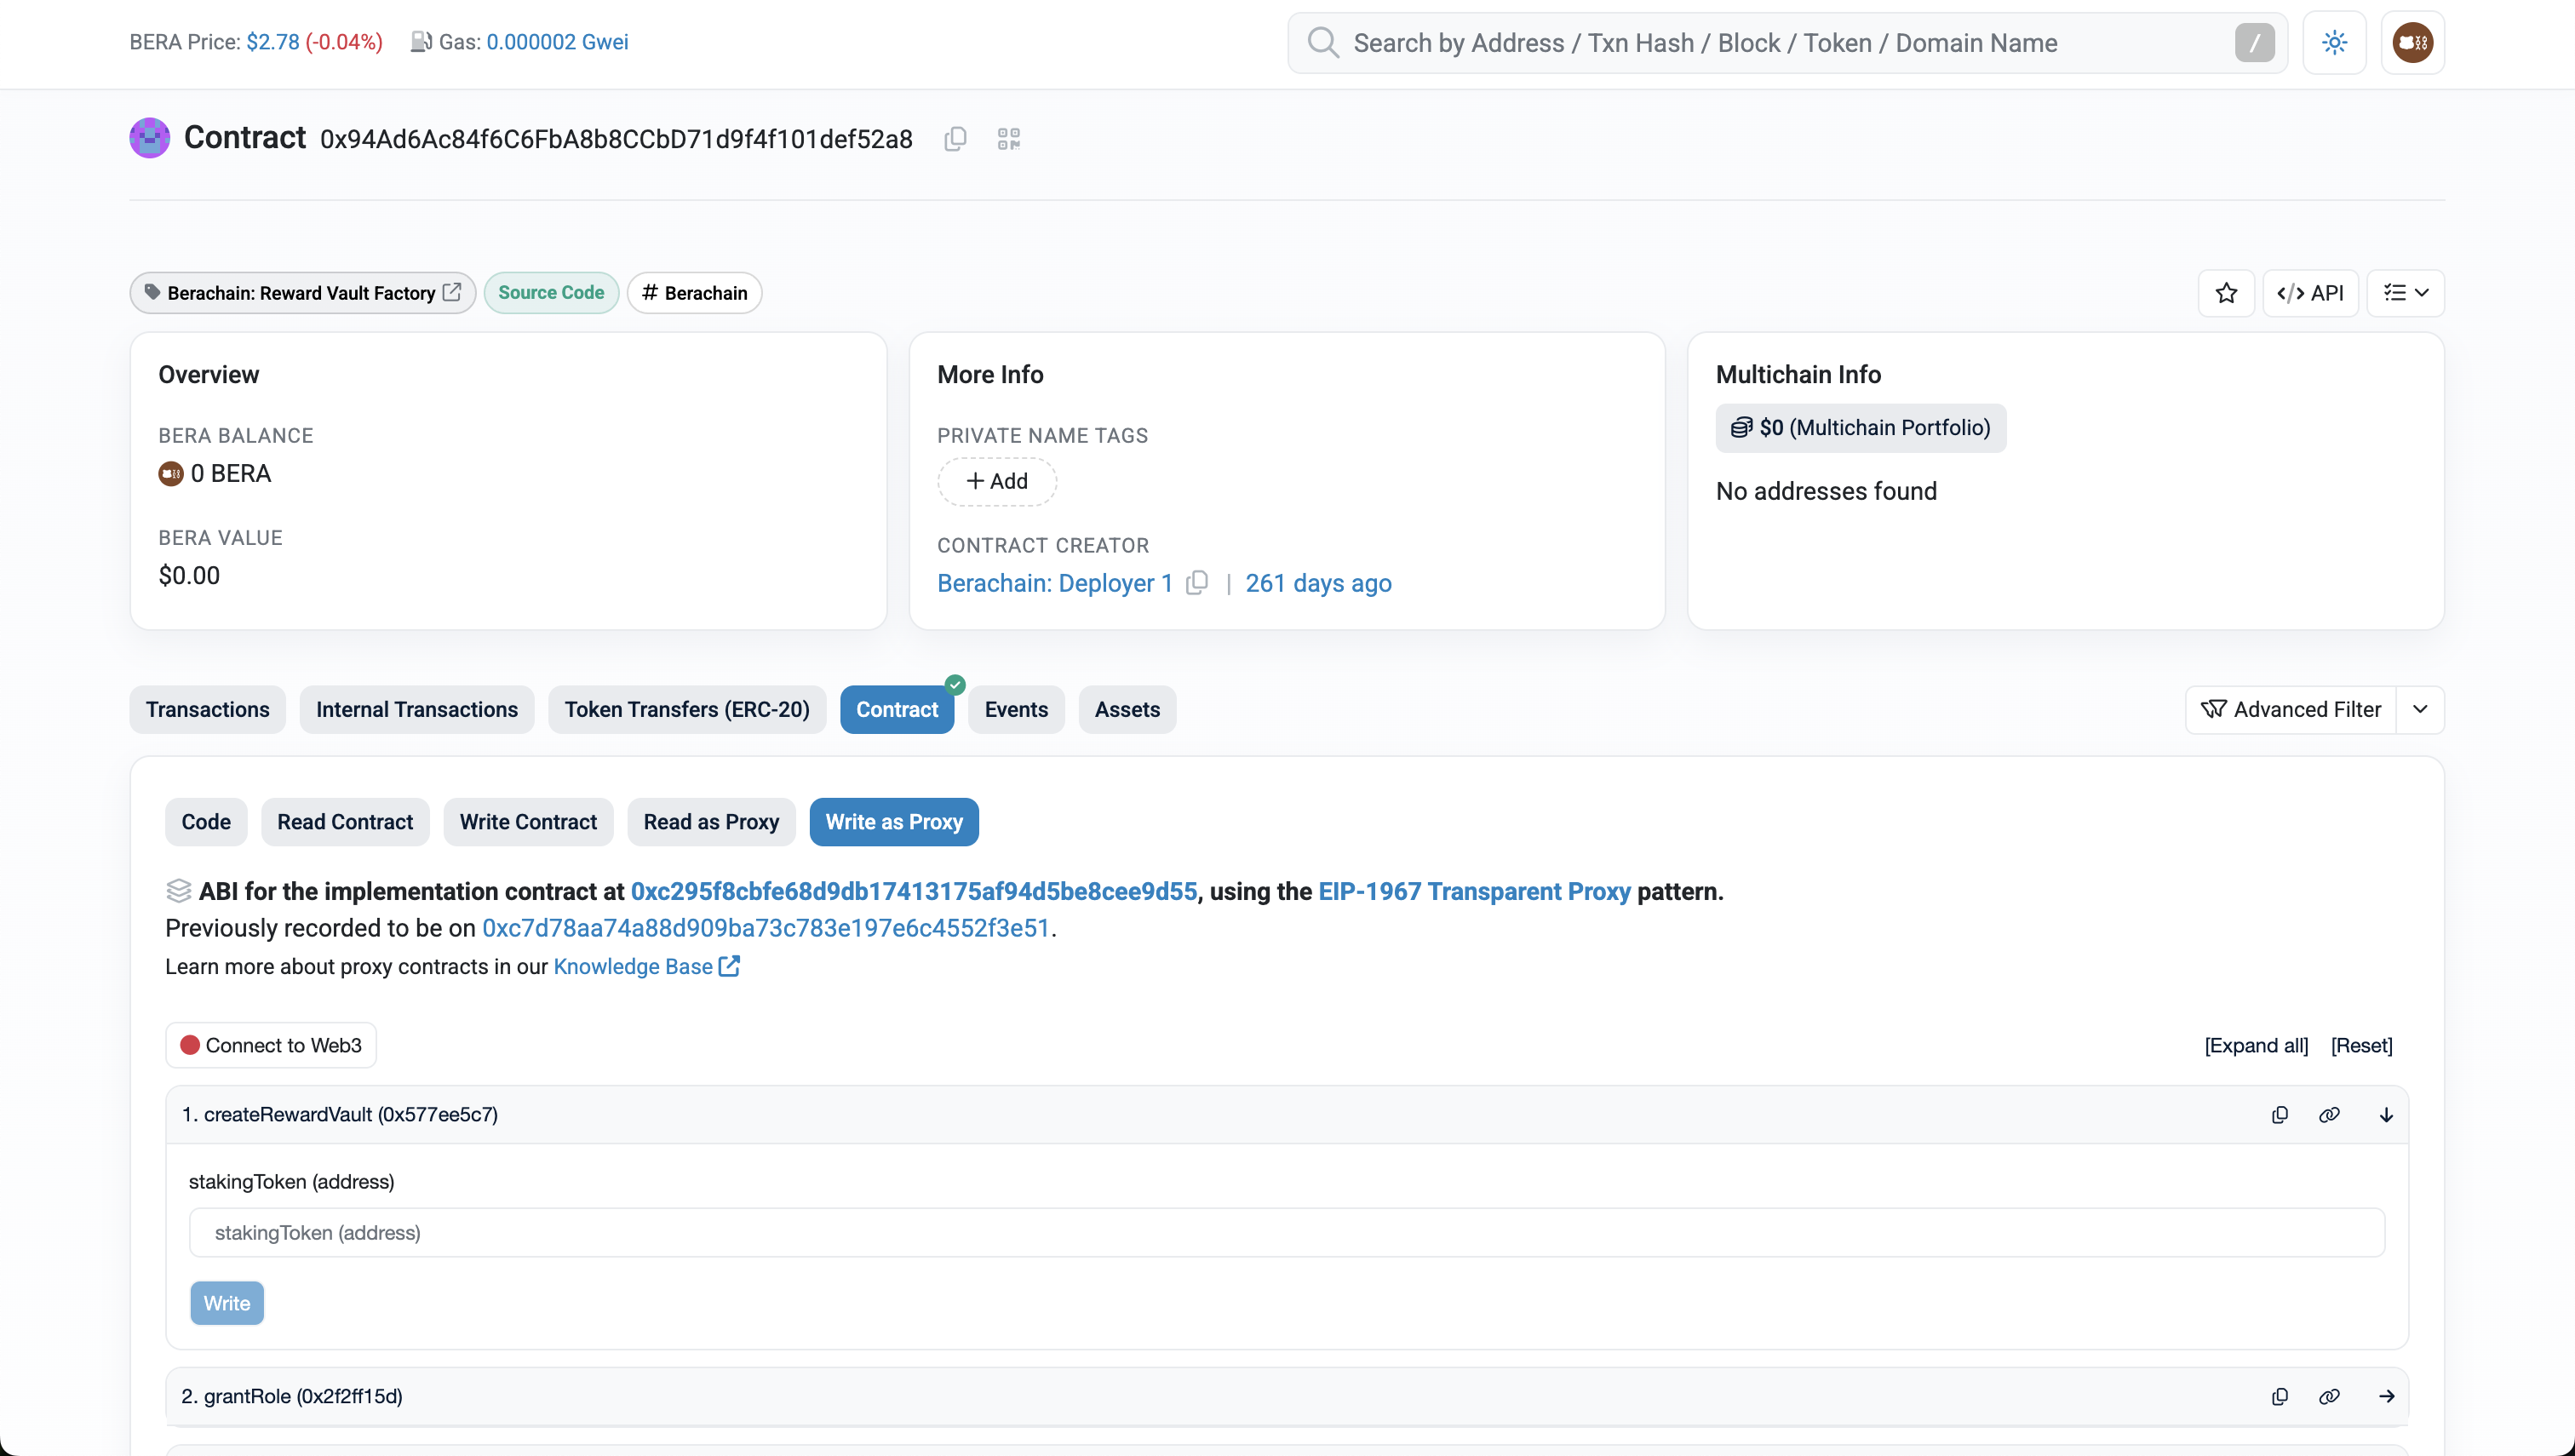 BERA Price: $2.78 (-0.04%) Gas: 0.000002 Gwei
Search by Address / Txn Hash / Block / Token / Domain Name /
Contract 0x94Ad6Ac84f6C6FbA8b8CCbD71d9f4f101def52a8
Berachain: Reward Vault Factory Source Code # Berachain
API
Overview
BERA BALANCE
0 BERA
BERA VALUE
$0.00
More Info
PRIVATE NAME TAGS
+ Add
CONTRACT CREATOR
Berachain: Deployer 1 | 261 days ago
Multichain Info
$0 (Multichain Portfolio)
No addresses found
Transactions Internal Transactions Token Transfers (ERC-20) Contract Events Assets
Advanced Filter
Code Read Contract Write Contract Read as Proxy Write as Proxy
ABI for the implementation contract at 0xc295f8cbfe68d9db17413175af94d5be8cee9d55, using the EIP-1967 Transparent Proxy pattern.
Previously recorded to be on 0xc7d78aa74a88d909ba73c783e197e6c4552f3e51.
Learn more about proxy contracts in our Knowledge Base
Connect to Web3
[Expand all] [Reset]
1. createRewardVault (0x577ee5c7)
stakingToken (address)
stakingToken (address)
Write
2. grantRole (0x2f2ff15d)